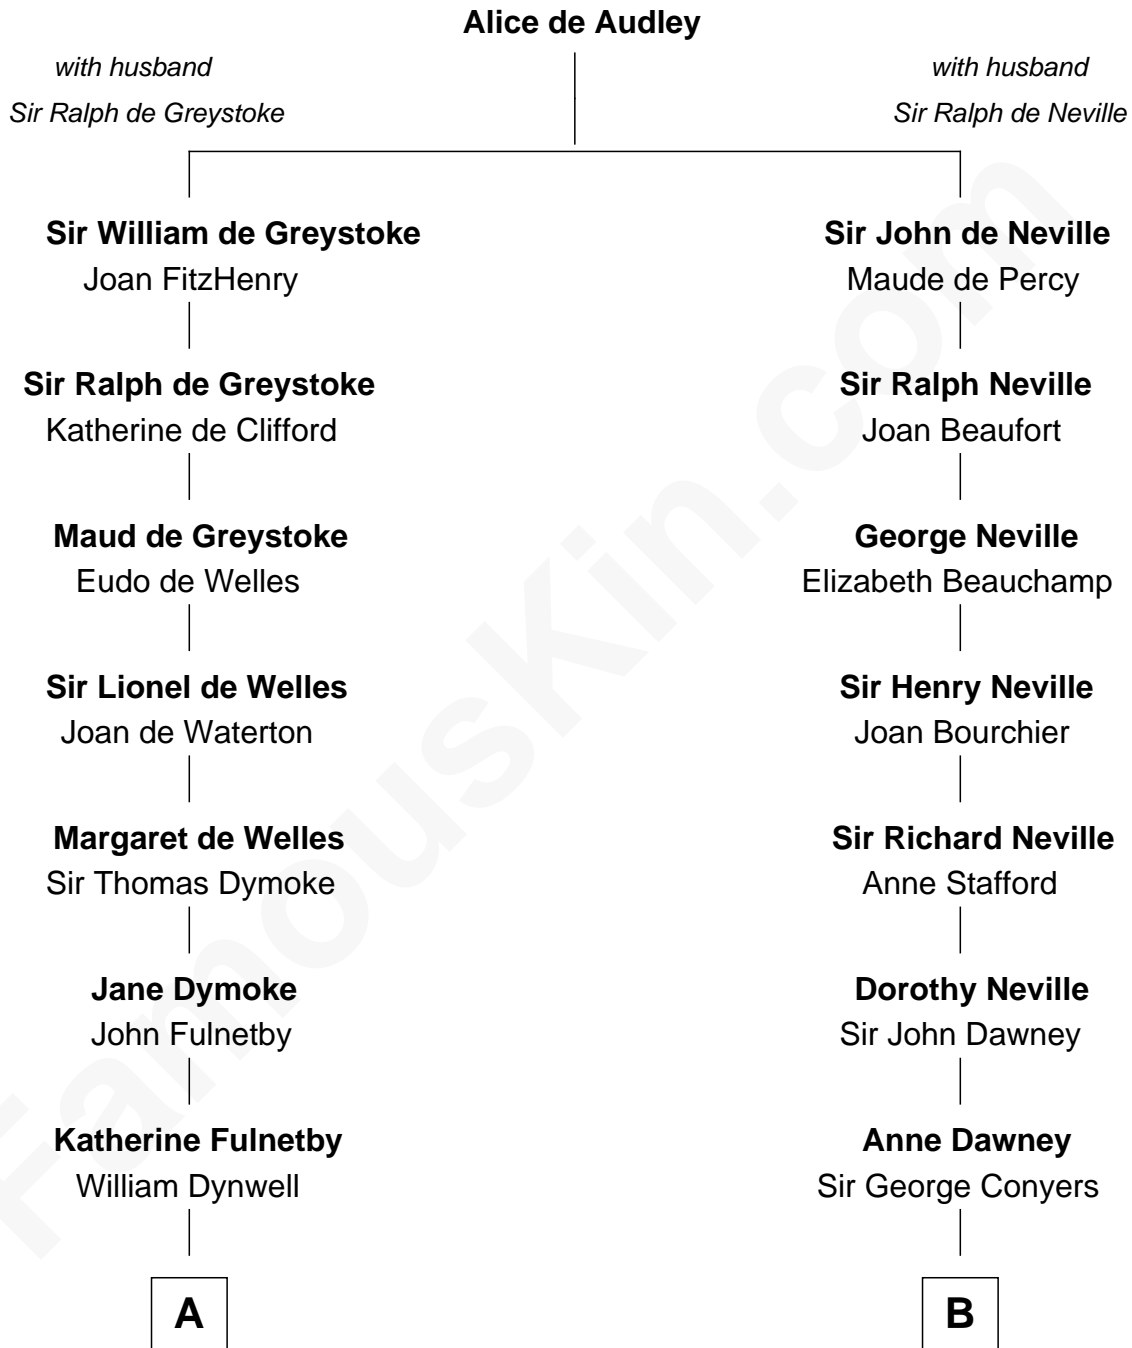 Alice de Audley
with husband
Sir Ralph de Greystoke
with husband
Sir Ralph de Neville
Sir William de Greystoke
Joan FitzHenry
Sir John de Neville
Maude de Percy
Sir Ralph de Greystoke
Katherine de Clifford
Sir Ralph Neville
Joan Beaufort
Maud de Greystoke
Eudo de Welles
George Neville
Elizabeth Beauchamp
Sir Lionel de Welles
Joan de Waterton
Sir Henry Neville
Joan Bourchier
Margaret de Welles
Sir Thomas Dymoke
Sir Richard Neville
Anne Stafford
Jane Dymoke
John Fulnetby
Dorothy Neville
Sir John Dawney
Katherine Fulnetby
William Dynwell
Anne Dawney
Sir George Conyers
A
B
FamousKin.com